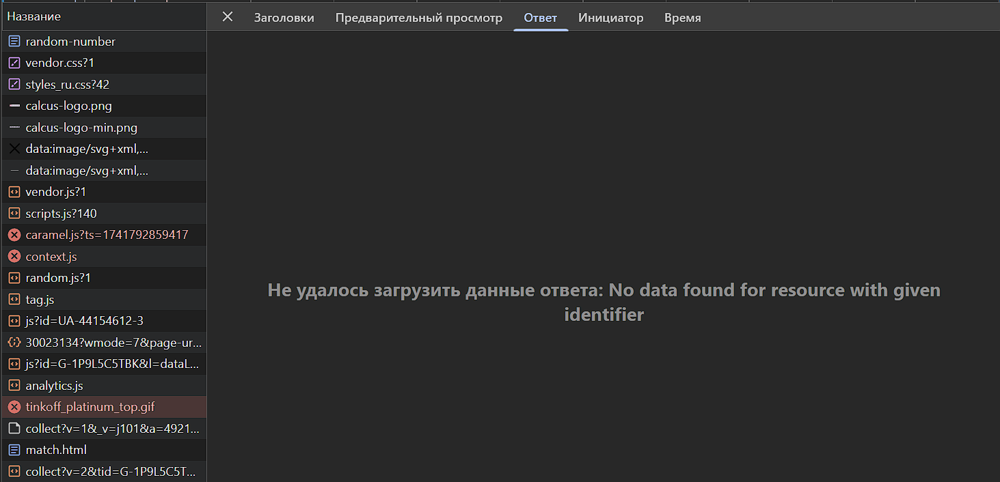 Название
Заголовки Предварительный просмотр Ответ Инициатор Время
random-number
vendor.css?1
styles_ru.css?42
calcus-logo.png
calcus-logo-min.png
data:image/svg+xml,...
data:image/svg+xml,...
vendor.js?1
scripts.js?140
caramel.js?ts=1741792859417
context.js
random.js?1
tag.js
js?id=UA-44154612-3
30023134?wmode=7&page-ur...
js?id=G-1P9L5C5TBK&l=dataL...
analytics.js
tinkoff_platinum_top.gif
collect?v=1&_v=j101&a=4921...
match.html
collect?v=2&tid=G-1P9L5C5T...
Не удалось загрузить данные ответа: No data found for resource with given
identifier